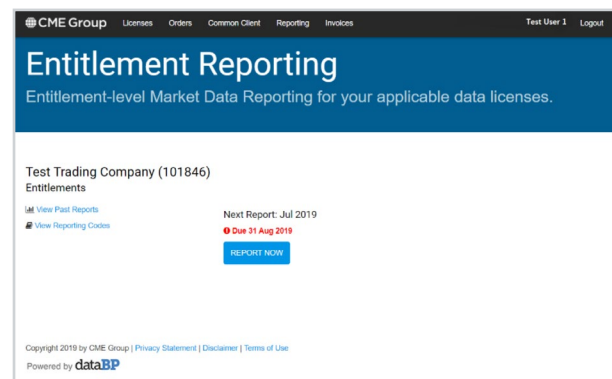 CME Group Licenses Orders Common Client Reporting Invoices Test User 1 Logout
Entitlement Reporting
Entitlement-level Market Data Reporting for your applicable data licenses.
Test Trading Company (101846)
Entitlements
View Past Reports
View Reporting Codes
Next Report: Jul 2019
Due 31 Aug 2019
REPORT NOW
Copyright 2019 by CME Group | Privacy Statement | Disclaimer | Terms of Use
Powered by dataBP